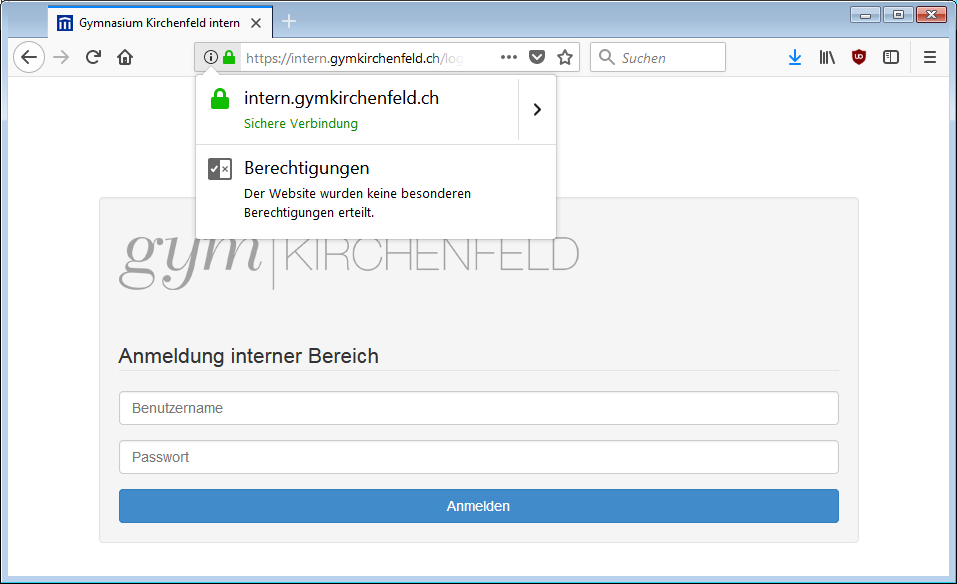 Gymnasium Kirchenfeld intern
https://intern.gymkirchenfeld.ch/log
Suchen
intern.gymkirchenfeld.ch
Sichere Verbindung
Berechtigungen
Der Website wurden keine besonderen
Berechtigungen erteilt.
gym|KIRCHENFELD
Anmeldung interner Bereich
Benutzername
Passwort
Anmelden